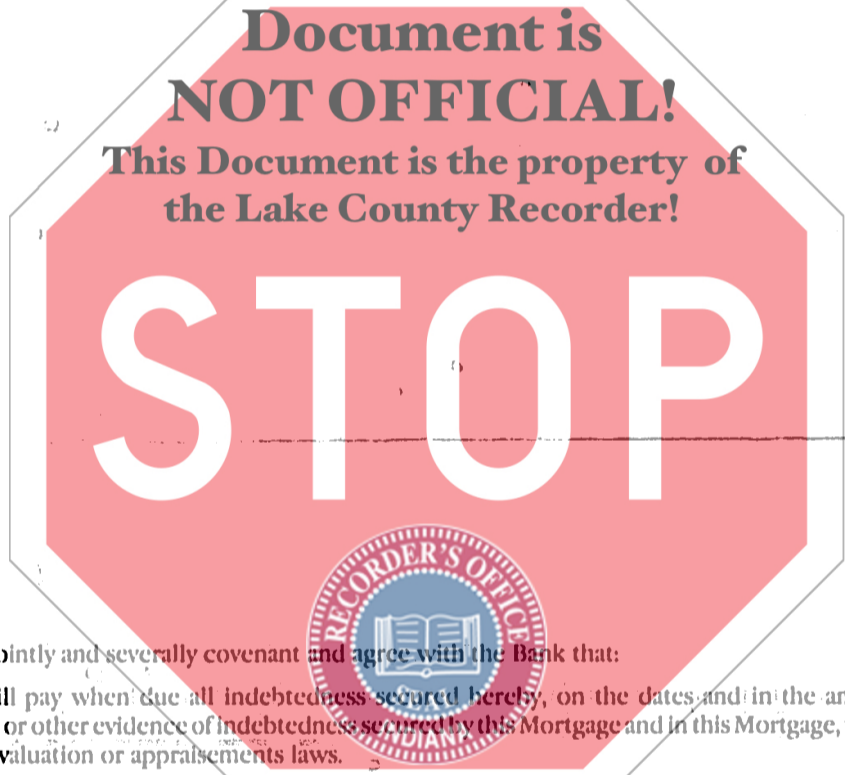 Document is
NOT OFFICIAL!
This Document is the property of
the Lake County Recorder!
STOP
RECORDER'S OFFICE
INDIANA
ointly and severally covenant and agree with the Bank that:
ill pay when due all indebtedness secured hereby, on the dates and in the
or other evidence of indebtedness secured by this Mortgage and in this Mortgage,
valuation or appraisements laws.